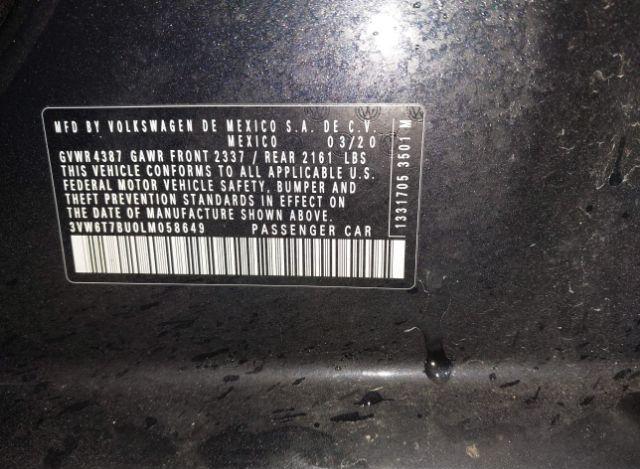 MFD BY VOLKSWAGEN DE MEXICO S.A. DE C.V.
MEXICO 03/20
GVWR4387 GAWR FRONT 2337 / REAR 2161 LBS
THIS VEHICLE CONFORMS TO ALL APPLICABLE U.S.
FEDERAL MOTOR VEHICLE SAFETY, BUMPER AND
THEFT PREVENTION STANDARDS IN EFFECT ON
THE DATE OF MANUFACTURE SHOWN ABOVE.
3VW6T7BU0LM058649 PASSENGER CAR
1331705 3501 M